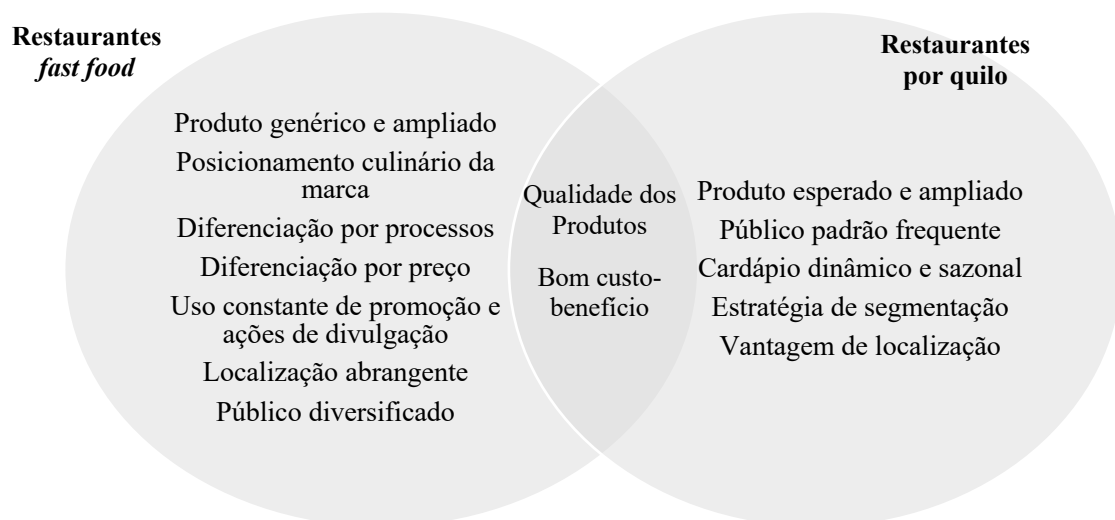 Restaurantes
fast food
Produto genérico e ampliado
Posicionamento culinário da
marca
Diferenciação por processos
Diferenciação por preço
Uso constante de promoção e
ações de divulgação
Localização abrangente
Público diversificado
Qualidade dos
Produtos
Bom custo-
benefício
Restaurantes
por quilo
Produto esperado e ampliado
Público padrão frequente
Cardápio dinâmico e sazonal
Estratégia de segmentação
Vantagem de localização